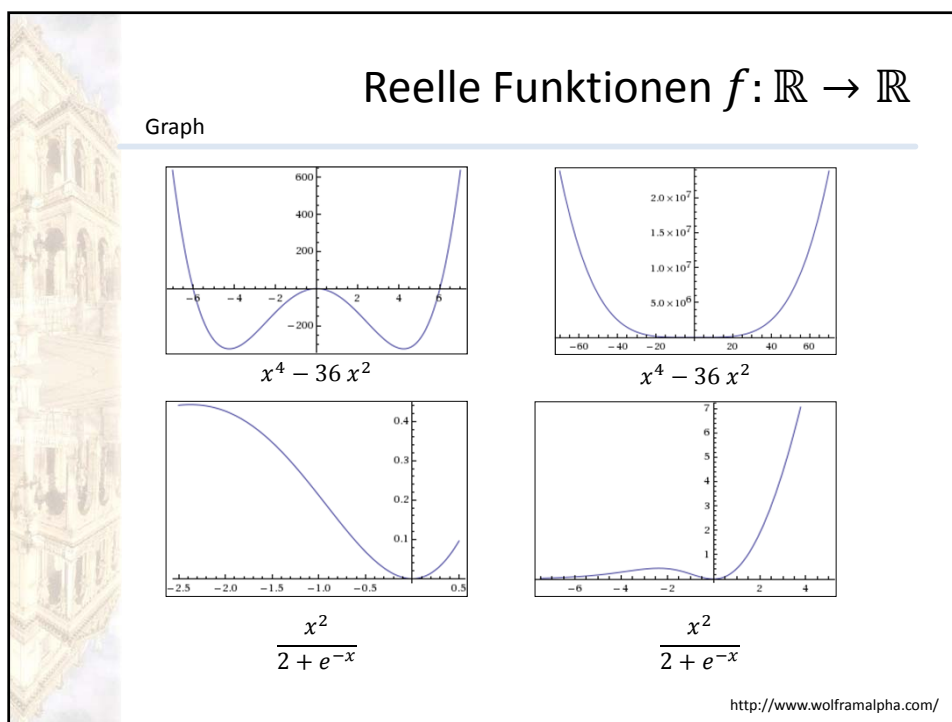 Reelle Funktionen 𝑓: ℝ → ℝ
Graph
600
400
200
−6 −4 −2 2 4 6
−200
2.0×10⁷
1.5×10⁷
1.0×10⁷
5.0×10⁶
−60 −40 −20 20 40 60
𝑥⁴ − 36 𝑥²
𝑥⁴ − 36 𝑥²
0.4
0.3
0.2
0.1
−2.5 −2.0 −1.5 −1.0 −0.5 0.5
7
6
5
4
3
2
1
−6 −4 −2 2 4
𝑥²
2 + 𝑒⁻ˣ
𝑥²
2 + 𝑒⁻ˣ
http://www.wolframalpha.com/